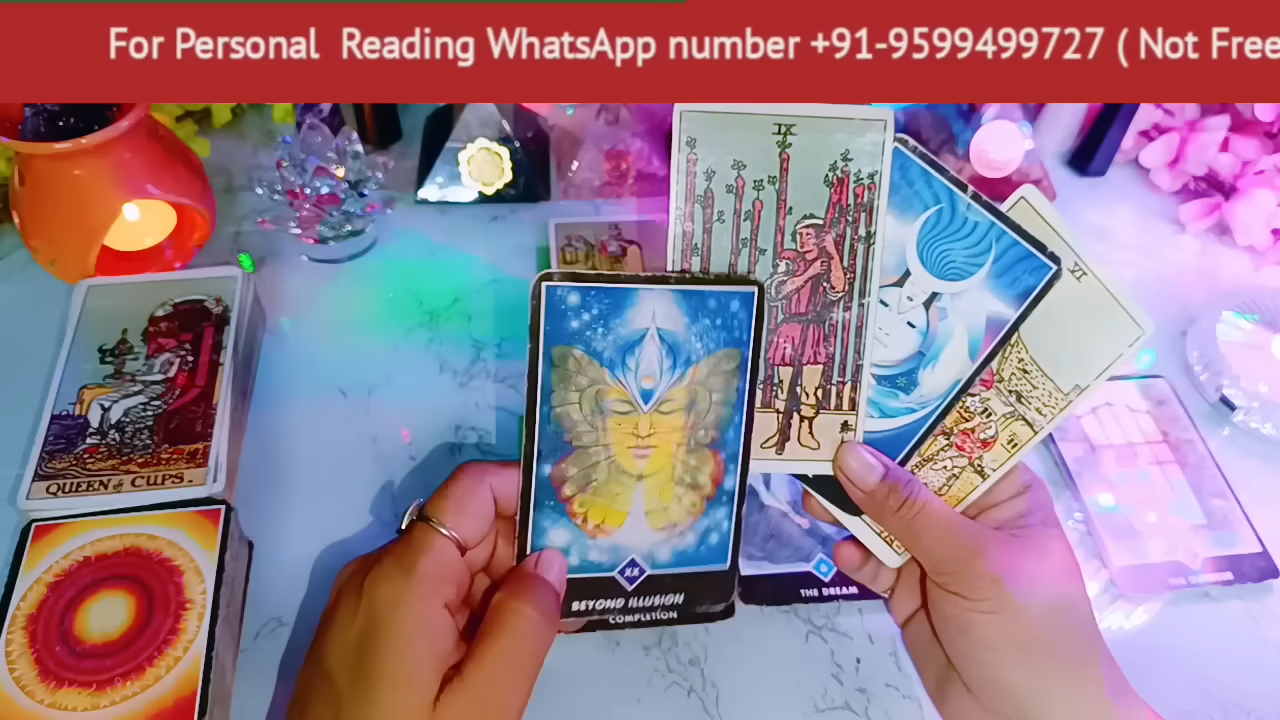 For Personal Reading WhatsApp number +91-9599499727 ( Not Free
IX
VI
QUEEN of CUPS.
XX
BEYOND ILLUSION
COMPLETION
THE DREAM